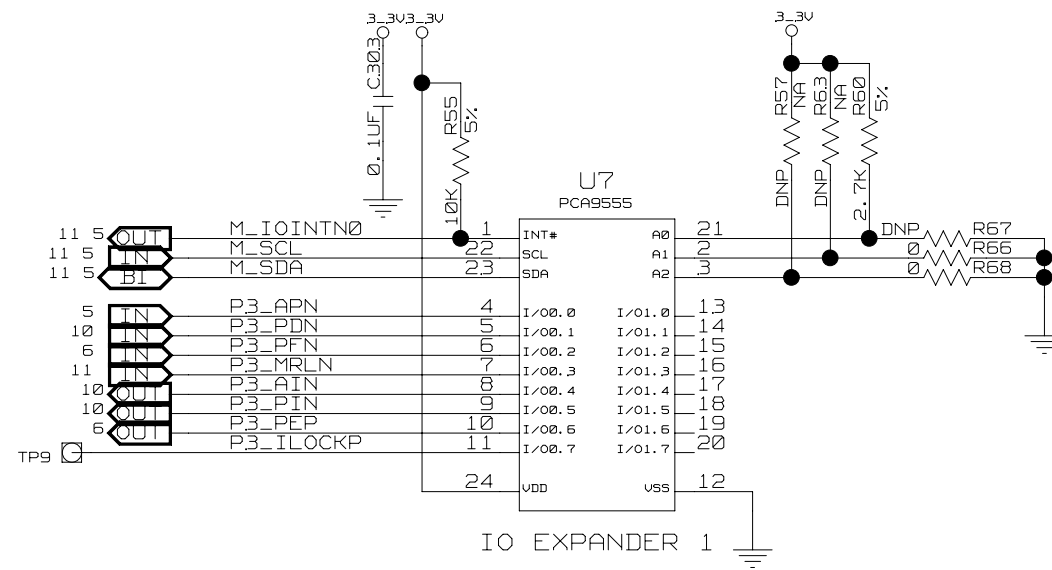 3_3V 3_3V 3_3V
C303
0.1UF
R55
5%
10K
R57
NA
DNP
R63
NA
DNP
R60
5%
2.7K
U7
PCA9555
11 5 OUT M_IOINTN0 1 INT# A0 21 DNP R67
11 5 IN M_SCL 22 SCL A1 2 0 R66
11 5 BI M_SDA 23 SDA A2 3 0 R68
5 IN P3_APN 4 I/O0.0 I/O1.0 13
10 IN P3_PDN 5 I/O0.1 I/O1.1 14
6 IN P3_PFN 6 I/O0.2 I/O1.2 15
11 IN P3_MRLN 7 I/O0.3 I/O1.3 16
10 OUT P3_AIN 8 I/O0.4 I/O1.4 17
10 OUT P3_PIN 9 I/O0.5 I/O1.5 18
6 OUT P3_PEP 10 I/O0.6 I/O1.6 19
TP9 P3_ILOCKP 11 I/O0.7 I/O1.7 20
24 VDD VSS 12
IO EXPANDER 1